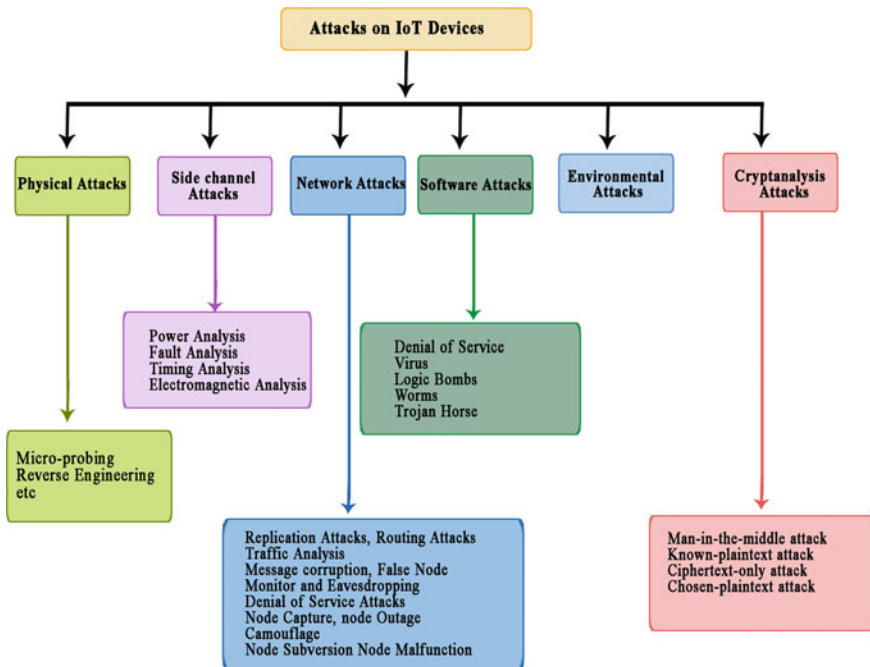 Attacks on IoT Devices
Physical Attacks
Side channel
Attacks
Network Attacks
Software Attacks
Environmental
Attacks
Cryptanalysis
Attacks
Power Analysis
Fault Analysis
Timing Analysis
Electromagnetic Analysis
Denial of Service
Virus
Logic Bombs
Worms
Trojan Horse
Micro-probing
Reverse Engineering
etc
Replication Attacks, Routing Attacks
Traffic Analysis
Message corruption, False Node
Monitor and Eavesdropping
Denial of Service Attacks
Node Capture, node Outage
Camouflage
Node Subversion Node Malfunction
Man-in-the-middle attack
Known-plaintext attack
Ciphertext-only attack
Chosen-plaintext attack